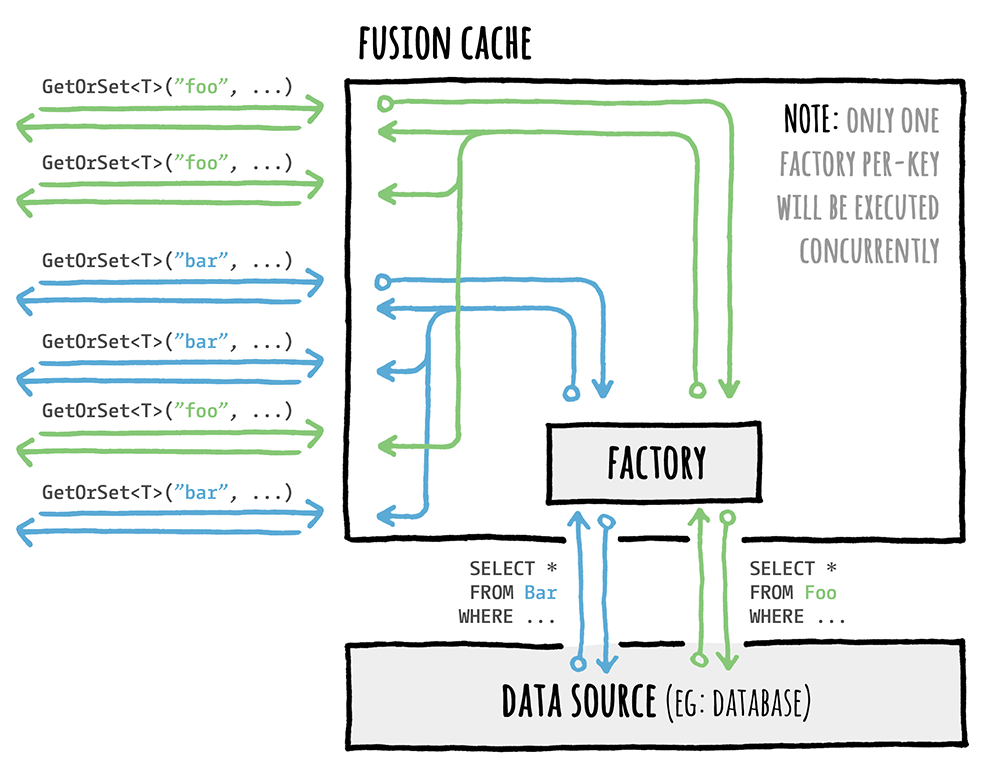 FUSION CACHE
GetOrSet<T>(”foo”, ...)
GetOrSet<T>(”foo”, ...)
GetOrSet<T>(”bar”, ...)
GetOrSet<T>(”bar”, ...)
GetOrSet<T>(”foo”, ...)
GetOrSet<T>(”bar”, ...)
NOTE: ONLY ONE
FACTORY PER-KEY
WILL BE EXECUTED
CONCURRENTLY
FACTORY
SELECT *
FROM Bar
WHERE ...
SELECT *
FROM Foo
WHERE ...
DATA SOURCE (EG: DATABASE)